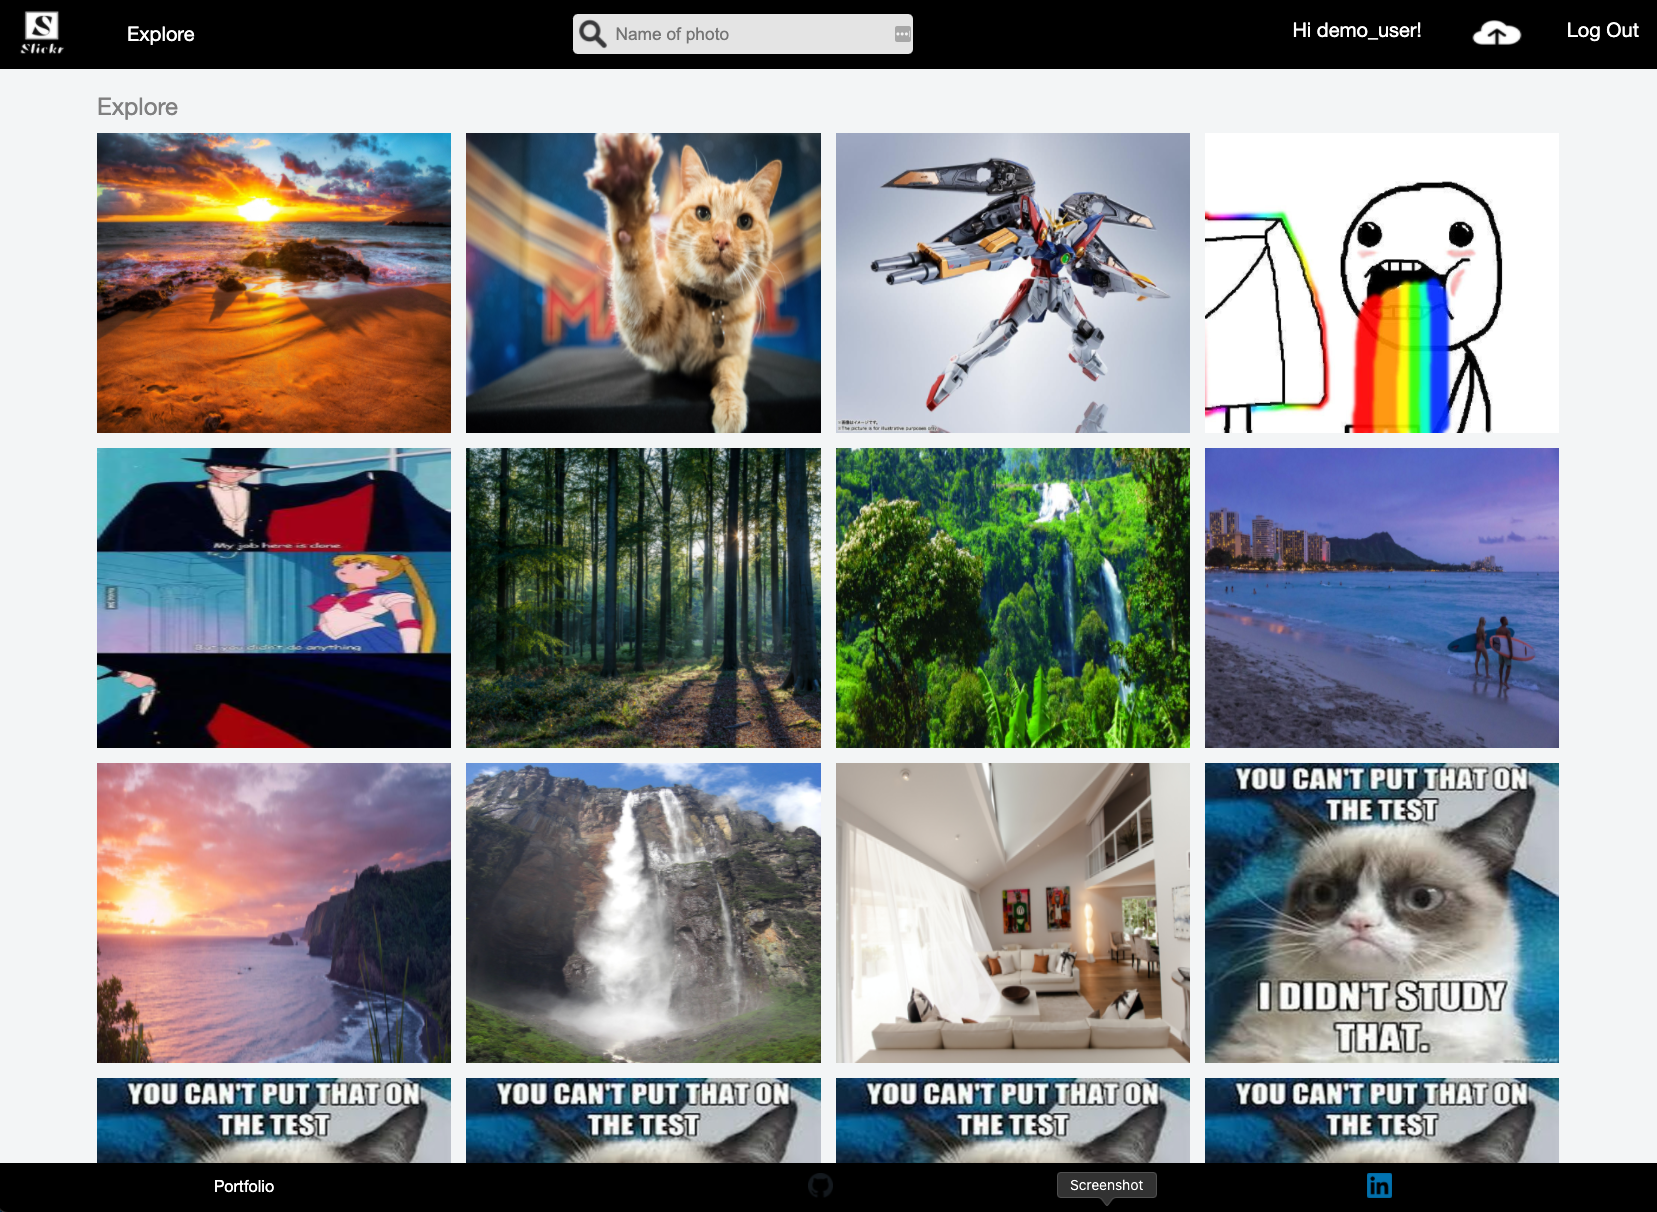 S
Slickr
Explore
Name of photo
Hi demo_user!
Log Out
Explore
My job here is done
But you didn't do anything
YOU CAN'T PUT THAT ON
THE TEST
I DIDN'T STUDY
THAT.
YOU CAN'T PUT THAT ON
THE TEST
YOU CAN'T PUT THAT ON
THE TEST
YOU CAN'T PUT THAT ON
THE TEST
YOU CAN'T PUT THAT ON
THE TEST
Portfolio
Screenshot
in